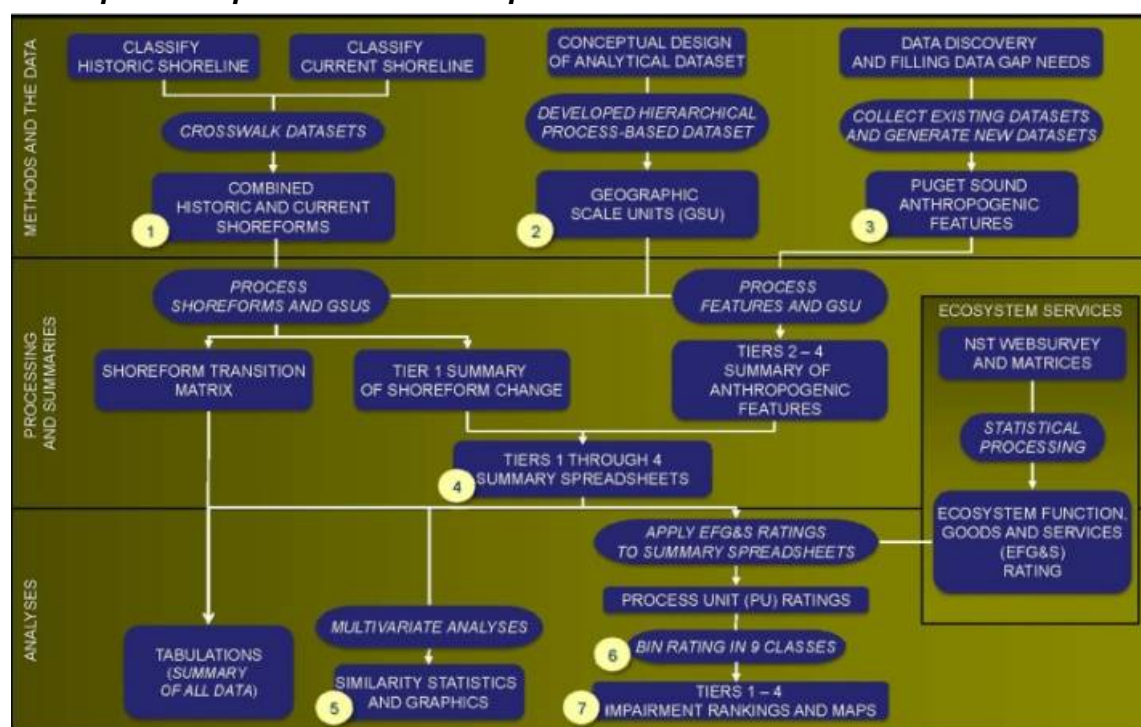 METHODS AND THE DATA
CLASSIFY
HISTORIC SHORELINE
CLASSIFY
CURRENT SHORELINE
CONCEPTUAL DESIGN
OF ANALYTICAL DATASET
DATA DISCOVERY
AND FILLING DATA GAP NEEDS
CROSSWALK DATASETS
DEVELOPED HIERARCHICAL
PROCESS-BASED DATASET
COLLECT EXISTING DATASETS
AND GENERATE NEW DATASETS
COMBINED
HISTORIC AND CURRENT
SHOREFORMS
1
GEOGRAPHIC
SCALE UNITS (GSU)
2
PUGET SOUND
ANTHROPOGENIC
FEATURES
3
PROCESSING
AND SUMMARIES
PROCESS
SHOREFORMS AND GSUS
PROCESS
FEATURES AND GSU
SHOREFORM TRANSITION
MATRIX
TIER 1 SUMMARY
OF SHOREFORM CHANGE
TIERS 2 – 4
SUMMARY OF
ANTHROPOGENIC
FEATURES
TIERS 1 THROUGH 4
SUMMARY SPREADSHEETS
4
ECOSYSTEM SERVICES
NST WEBSURVEY
AND MATRICES
STATISTICAL
PROCESSING
ECOSYSTEM FUNCTION,
GOODS AND SERVICES
(EFG&S)
RATING
ANALYSES
APPLY EFG&S RATINGS
TO SUMMARY SPREADSHEETS
PROCESS UNIT (PU) RATINGS
MULTIVARIATE ANALYSES
BIN RATING IN 9 CLASSES
6
TABULATIONS
(SUMMARY
OF ALL DATA)
SIMILARITY STATISTICS
AND GRAPHICS
5
TIERS 1 – 4
IMPAIRMENT RANKINGS AND MAPS
7